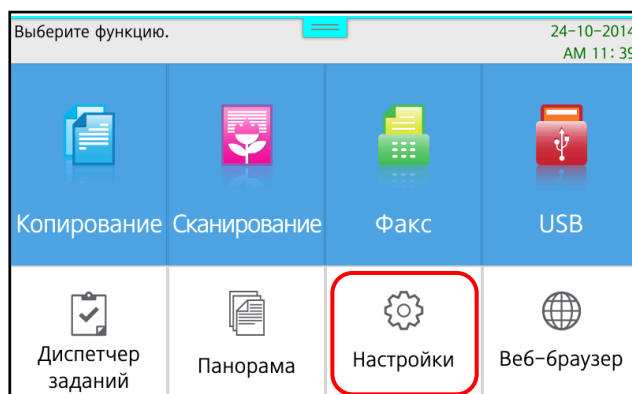 Выберите функцию.
24-10-2014
AM 11:39
Копирование
Сканирование
Факс
USB
Диспетчер
заданий
Панорама
Настройки
Веб-браузер